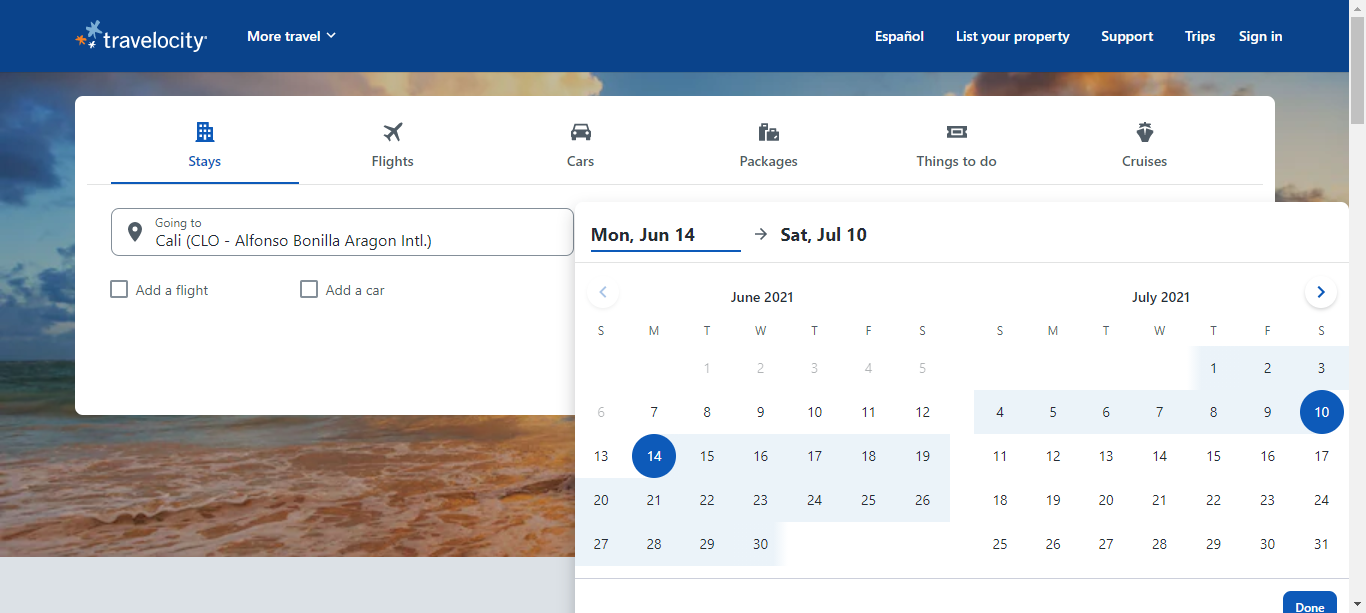 travelocity
More travel
Español
List your property
Support
Trips
Sign in
Stays
Flights
Cars
Packages
Things to do
Cruises
Going to
Cali (CLO - Alfonso Bonilla Aragon Intl.)
Add a flight
Add a car
Mon, Jun 14
Sat, Jul 10
June 2021
S M T W T F S
1 2 3 4 5
6 7 8 9 10 11 12
13 14 15 16 17 18 19
20 21 22 23 24 25 26
27 28 29 30
July 2021
S M T W T F S
1 2 3
4 5 6 7 8 9 10
11 12 13 14 15 16 17
18 19 20 21 22 23 24
25 26 27 28 29 30 31
Done